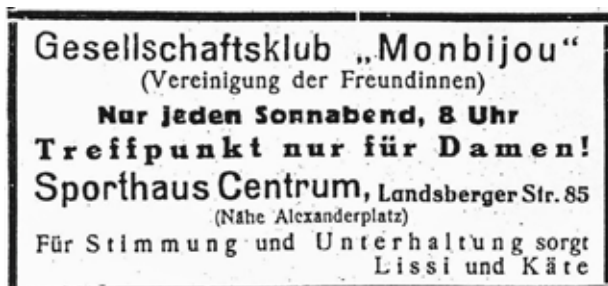 Gesellschaftsklub „Monbijou“
(Vereinigung der Freundinnen)
Nur jeden Sonnabend, 8 Uhr
Treffpunkt nur für Damen!
Sporthaus Centrum, Landsberger Str. 85
(Nähe Alexanderplatz)
Für Stimmung und Unterhaltung sorgt
Lissi und Käte